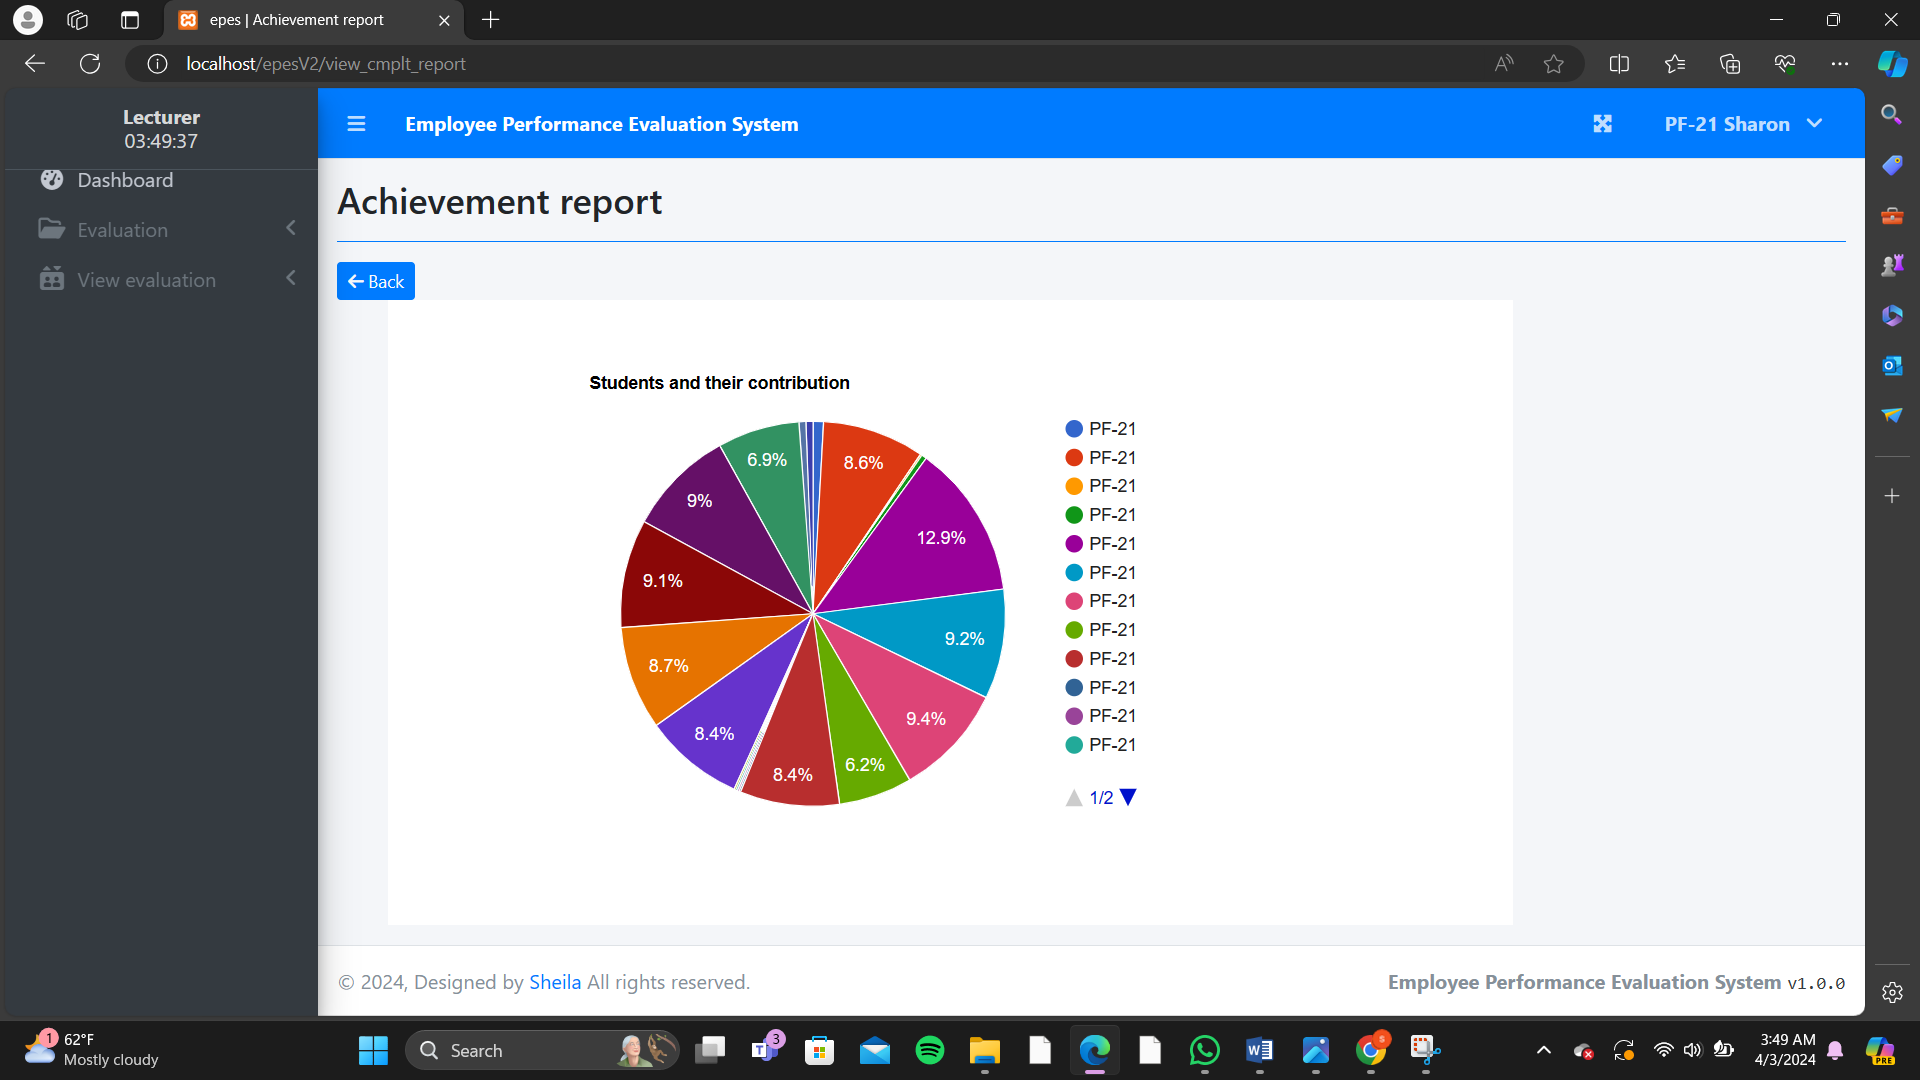 epes | Achievement report
localhost/epesV2/view_cmplt_report
Lecturer
03:49:37
Dashboard
Evaluation
View evaluation
Employee Performance Evaluation System
PF-21 Sharon
Achievement report
Back
Students and their contribution
6.9%
8.6%
9%
12.9%
9.1%
9.2%
8.7%
9.4%
8.4%
6.2%
8.4%
PF-21
PF-21
PF-21
PF-21
PF-21
PF-21
PF-21
PF-21
PF-21
PF-21
PF-21
PF-21
1/2
© 2024, Designed by Sheila All rights reserved.
Employee Performance Evaluation System v1.0.0
1
62°F
Mostly cloudy
Search
3
3:49 AM
4/3/2024
PRE